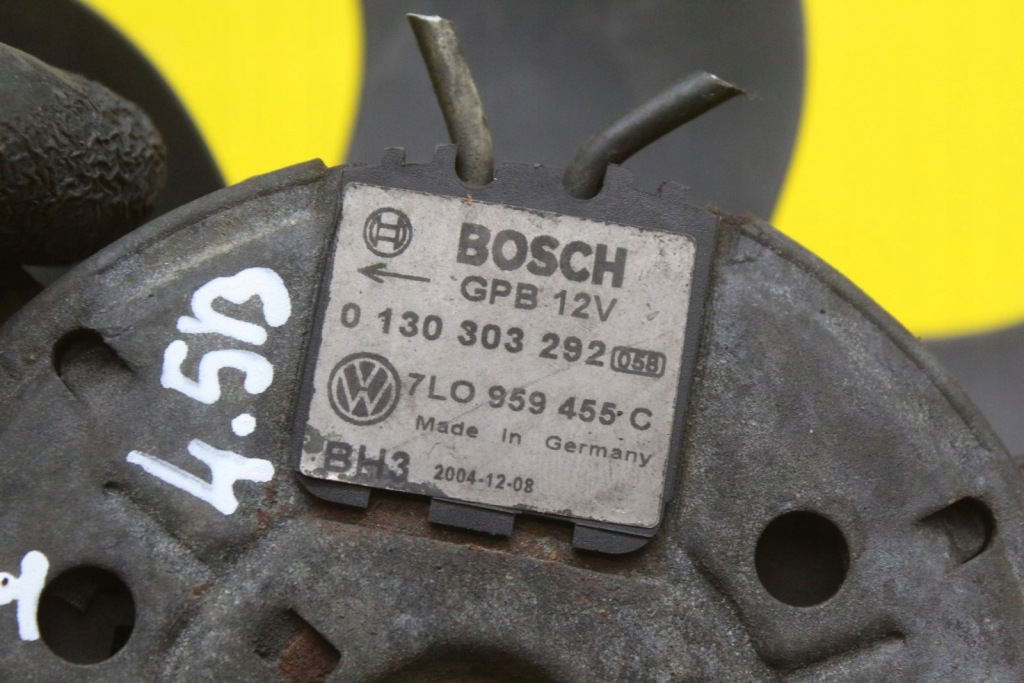 BOSCH
GPB 12V
0 130 303 292 058
7L0 959 455 C
Made in Germany
BH3 2004-12-08
4.5B